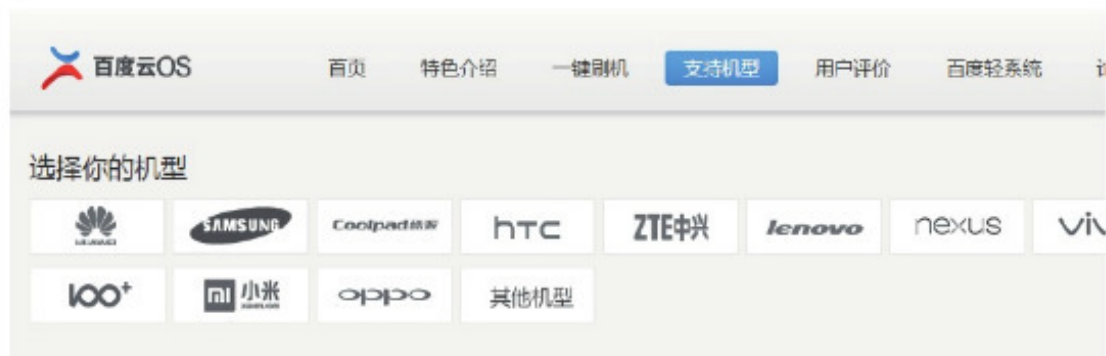 百度云OS 首页 特色介绍 一键刷机 支持机型 用户评价 百度轻系统
选择你的机型
HUAWEI SAMSUNG Coolpad酷派 hTC ZTE中兴 lenovo nexus viv
100+ mi 小米 oppo 其他机型